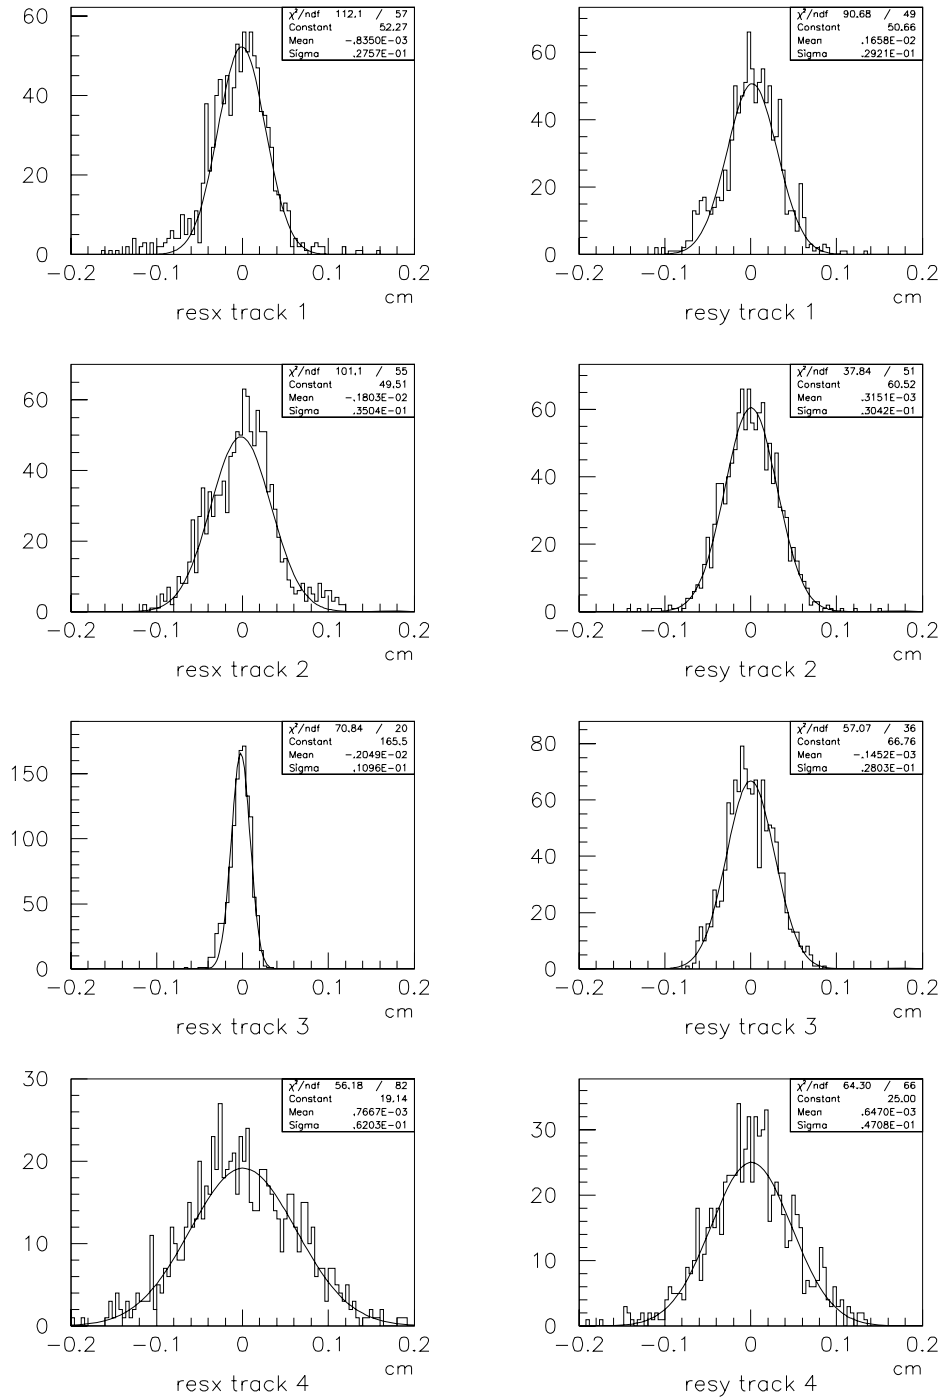 χ²/ndf 112.1 / 57
Constant 52.27
Mean -.8350E-03
Sigma .2757E-01
60
40
20
0
-0.2 -0.1 0 0.1 0.2
cm
resx track 1
χ²/ndf 90.68 / 49
Constant 50.66
Mean .1658E-02
Sigma .2921E-01
60
40
20
0
-0.2 -0.1 0 0.1 0.2
cm
resy track 1
χ²/ndf 101.1 / 55
Constant 49.51
Mean -.1803E-02
Sigma .3504E-01
60
40
20
0
-0.2 -0.1 0 0.1 0.2
cm
resx track 2
χ²/ndf 37.84 / 51
Constant 60.52
Mean .3151E-03
Sigma .3042E-01
60
40
20
0
-0.2 -0.1 0 0.1 0.2
cm
resy track 2
χ²/ndf 70.84 / 20
Constant 165.5
Mean -.2049E-02
Sigma .1096E-01
150
100
50
0
-0.2 -0.1 0 0.1 0.2
cm
resx track 3
χ²/ndf 57.07 / 36
Constant 66.76
Mean -.1452E-03
Sigma .2803E-01
80
60
40
20
0
-0.2 -0.1 0 0.1 0.2
cm
resy track 3
χ²/ndf 56.18 / 82
Constant 19.14
Mean .7667E-03
Sigma .6203E-01
30
20
10
0
-0.2 -0.1 0 0.1 0.2
cm
resx track 4
χ²/ndf 64.30 / 66
Constant 25.00
Mean .6470E-03
Sigma .4708E-01
30
20
10
0
-0.2 -0.1 0 0.1 0.2
cm
resy track 4